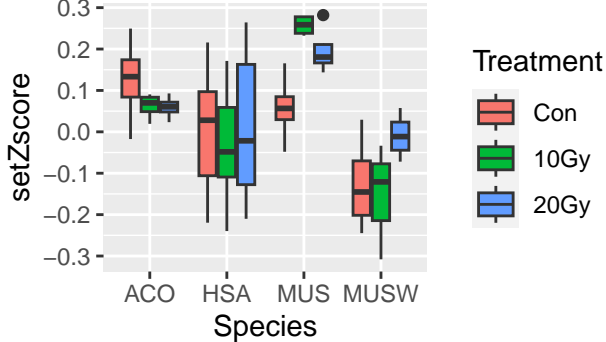 0.3
0.2
0.1
0.0
−0.1
−0.2
−0.3
setZscore
ACO HSA MUS MUSW
Species
Treatment
Con
10Gy
20Gy